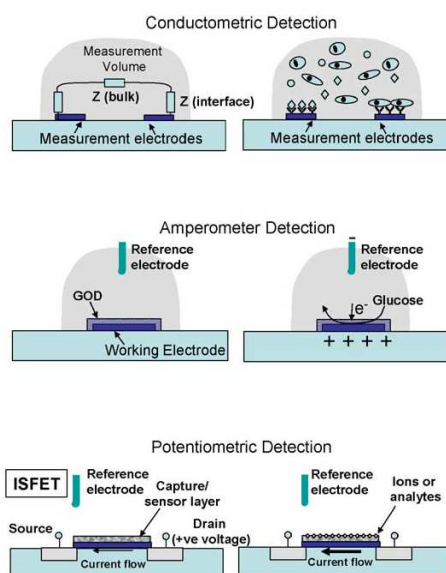 Conductometric Detection
Measurement
Volume
Z (bulk)
Z (interface)
Measurement electrodes
Measurement electrodes
Amperometer Detection
Reference
electrode
GOD
Working Electrode
–
Reference
electrode
Glucose
e-
+ + + +
Potentiometric Detection
ISFET
Reference
electrode
Capture/
sensor layer
Source
Drain
(+ve voltage)
Current flow
Reference
electrode
Ions or
analytes
Current flow